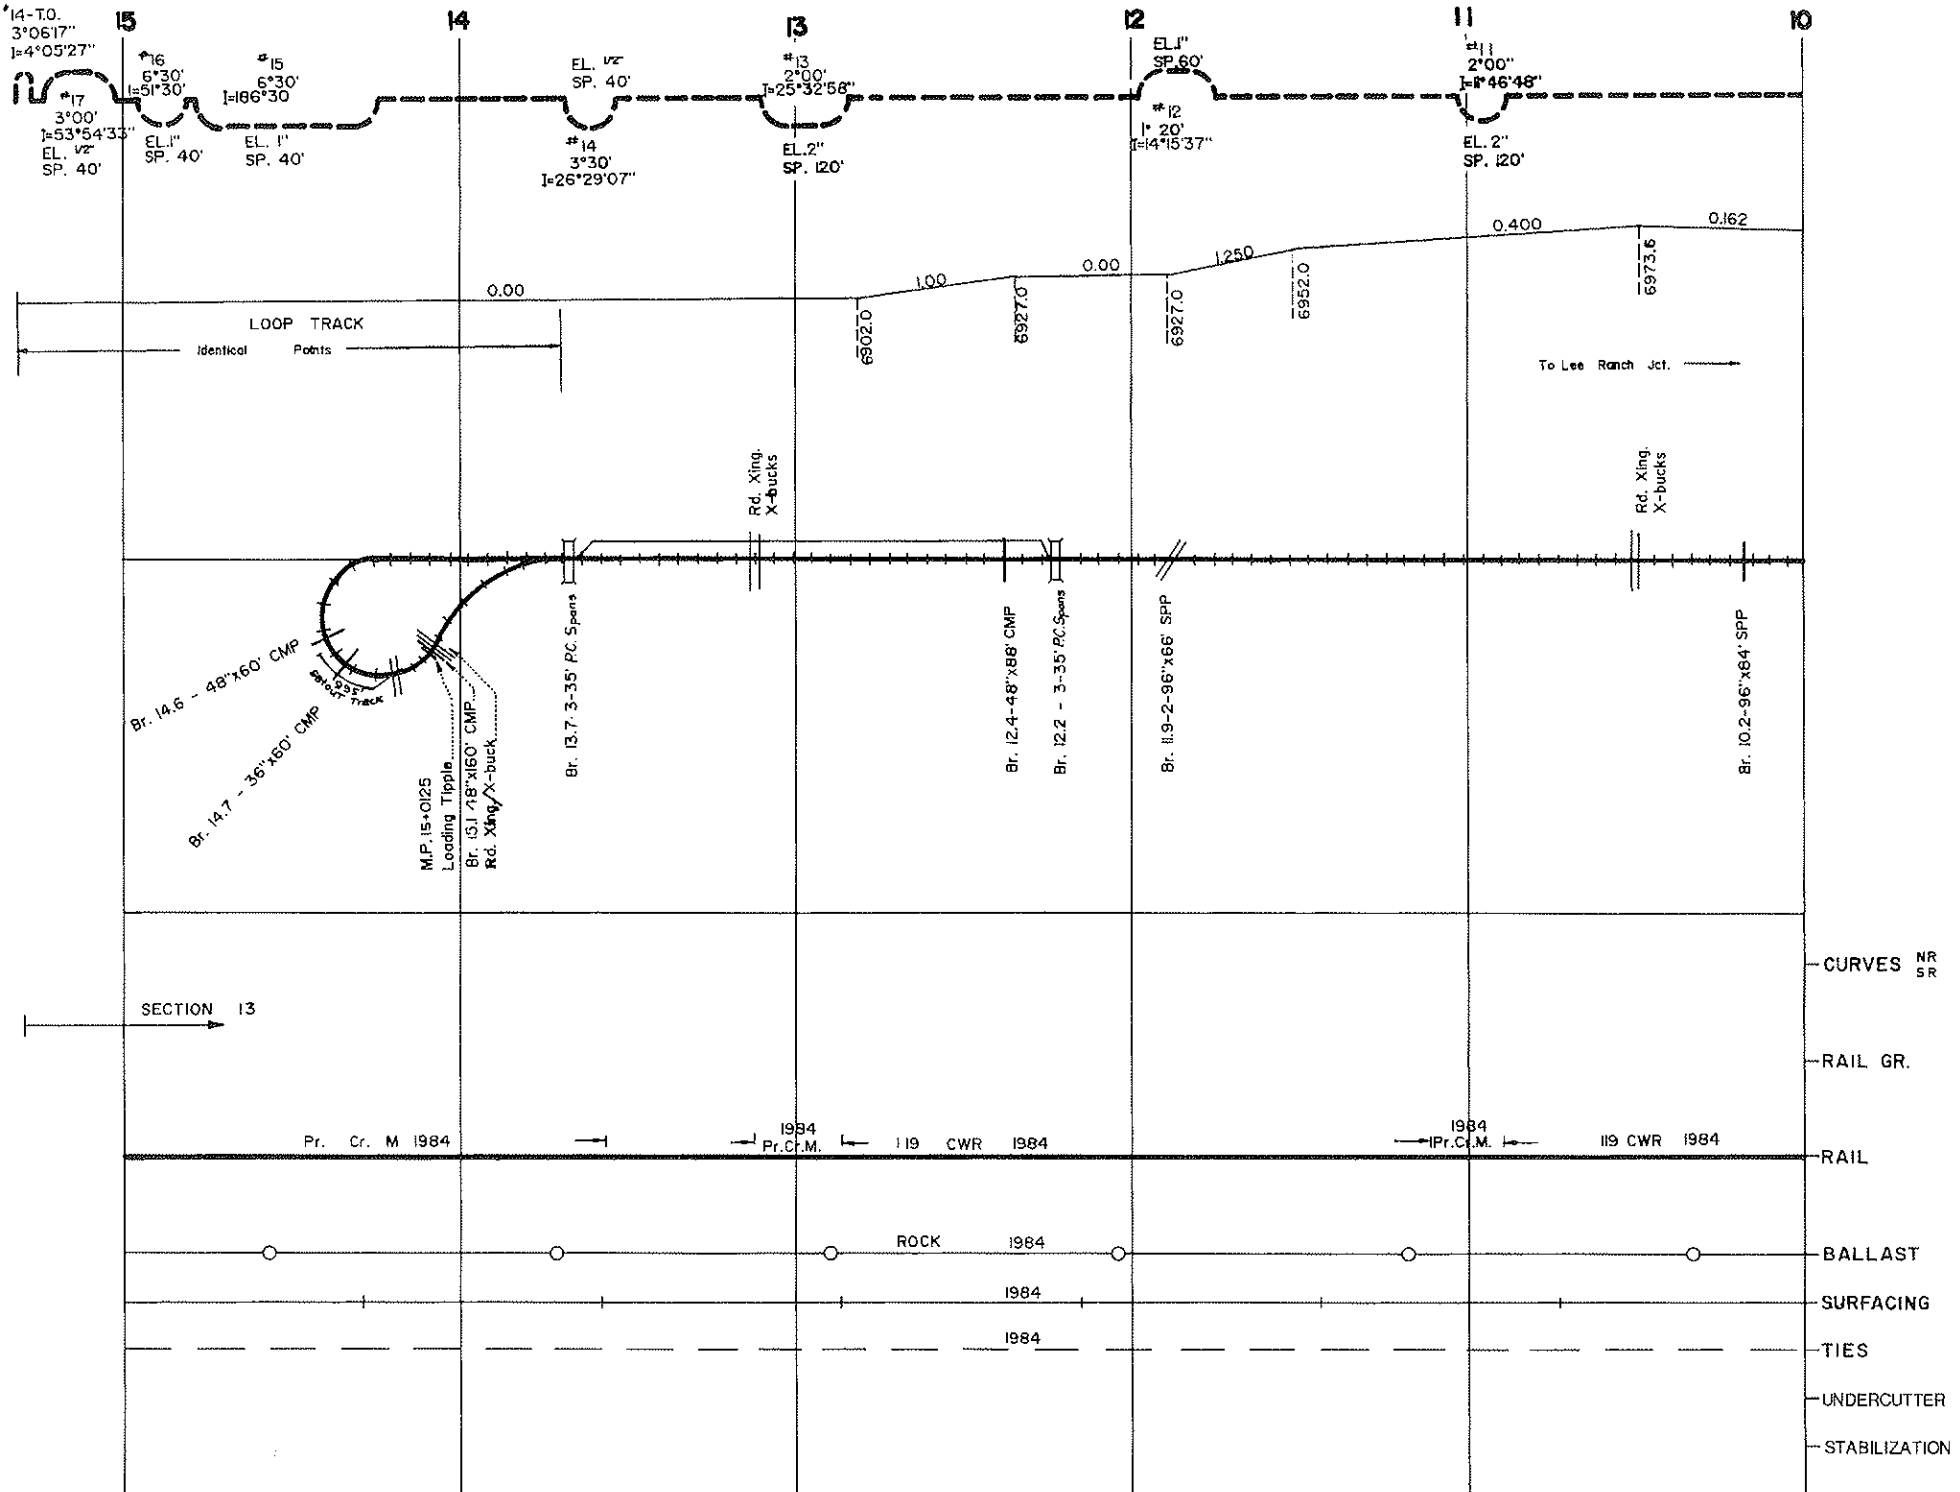 15
14
13
12
11
10
#14-T.O.
3°06'17"
I=4°05'27"
#17
3°00'
I=53°54'33"
EL. 1/2"
SP. 40'
#16
6°30'
I=51°30'
EL.1"
SP. 40'
#15
6°30'
I=186°30
EL. 1"
SP. 40'
EL. 1/2"
SP. 40'
#14
3°30'
I=26°29'07"
#13
2°00'
I=25°32'58"
EL.2"
SP. 120'
EL.1"
SP.60'
#12
1° 20'
I=14°15'37"
#11
2°00"
EL. 2"
SP. 120'
0.00
1.00
0.00
1.250
0.400
0.162
6902.0
6927.0
6927.0
6952.0
6973.6
LOOP TRACK
Identical Points
To Lee Ranch Jct.
Rd. Xing.
X-bucks
Rd. Xing.
X-bucks
Br. 14.6 - 48"x60' CMP
Br. 14.7 - 36"x60' CMP
Setout Track
M.P. 15+0125
Loading Tipple
Br. 15.1 48"x160' CMP
Rd. Xing/X-buck
Br. 13.7 3-35' P.C. Spans
Br. 12.4-48"x88' CMP
Br. 12.2 - 3-35' P.C. Spans
Br. 11.9-2-96"x66' SPP
Br. 10.2-96"x84' SPP
CURVES NR
SR
SECTION 13
RAIL GR.
Pr. Cr. M 1984
1984
Pr.Cr.M.
119 CWR 1984
1984
Pr.Cr.M.
119 CWR 1984
RAIL
ROCK 1984
BALLAST
1984
SURFACING
1984
TIES
UNDERCUTTER
STABILIZATION